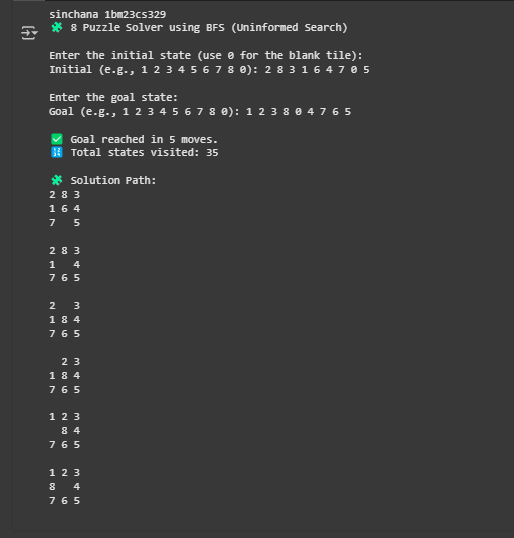 sinchana 1bm23cs329
🧩 8 Puzzle Solver using BFS (Uninformed Search)
Enter the initial state (use 0 for the blank tile):
Initial (e.g., 1 2 3 4 5 6 7 8 0): 2 8 3 1 6 4 7 0 5
Enter the goal state:
Goal (e.g., 1 2 3 4 5 6 7 8 0): 1 2 3 8 0 4 7 6 5
✅ Goal reached in 5 moves.
🔢 Total states visited: 35
🧩 Solution Path:
2 8 3
1 6 4
7   5
2 8 3
1   4
7 6 5
2   3
1 8 4
7 6 5
  2 3
1 8 4
7 6 5
1 2 3
  8 4
7 6 5
1 2 3
8   4
7 6 5